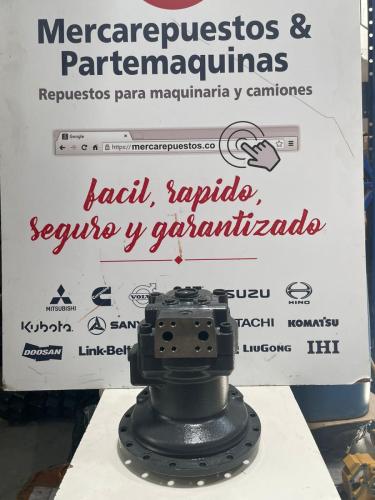 Mercarepuestos &
Partemaquinas
Repuestos para maquinaria y camiones
Google
https://mercarepuestos.co
facil, rapido,
seguro y garantizado
MITSUBISHI
Cummins
VOLVO
ISUZU
HINO
Kubota
SANY
HITACHI
KOMATSU
DOOSAN
Link-Belt
LiuGong
IHI